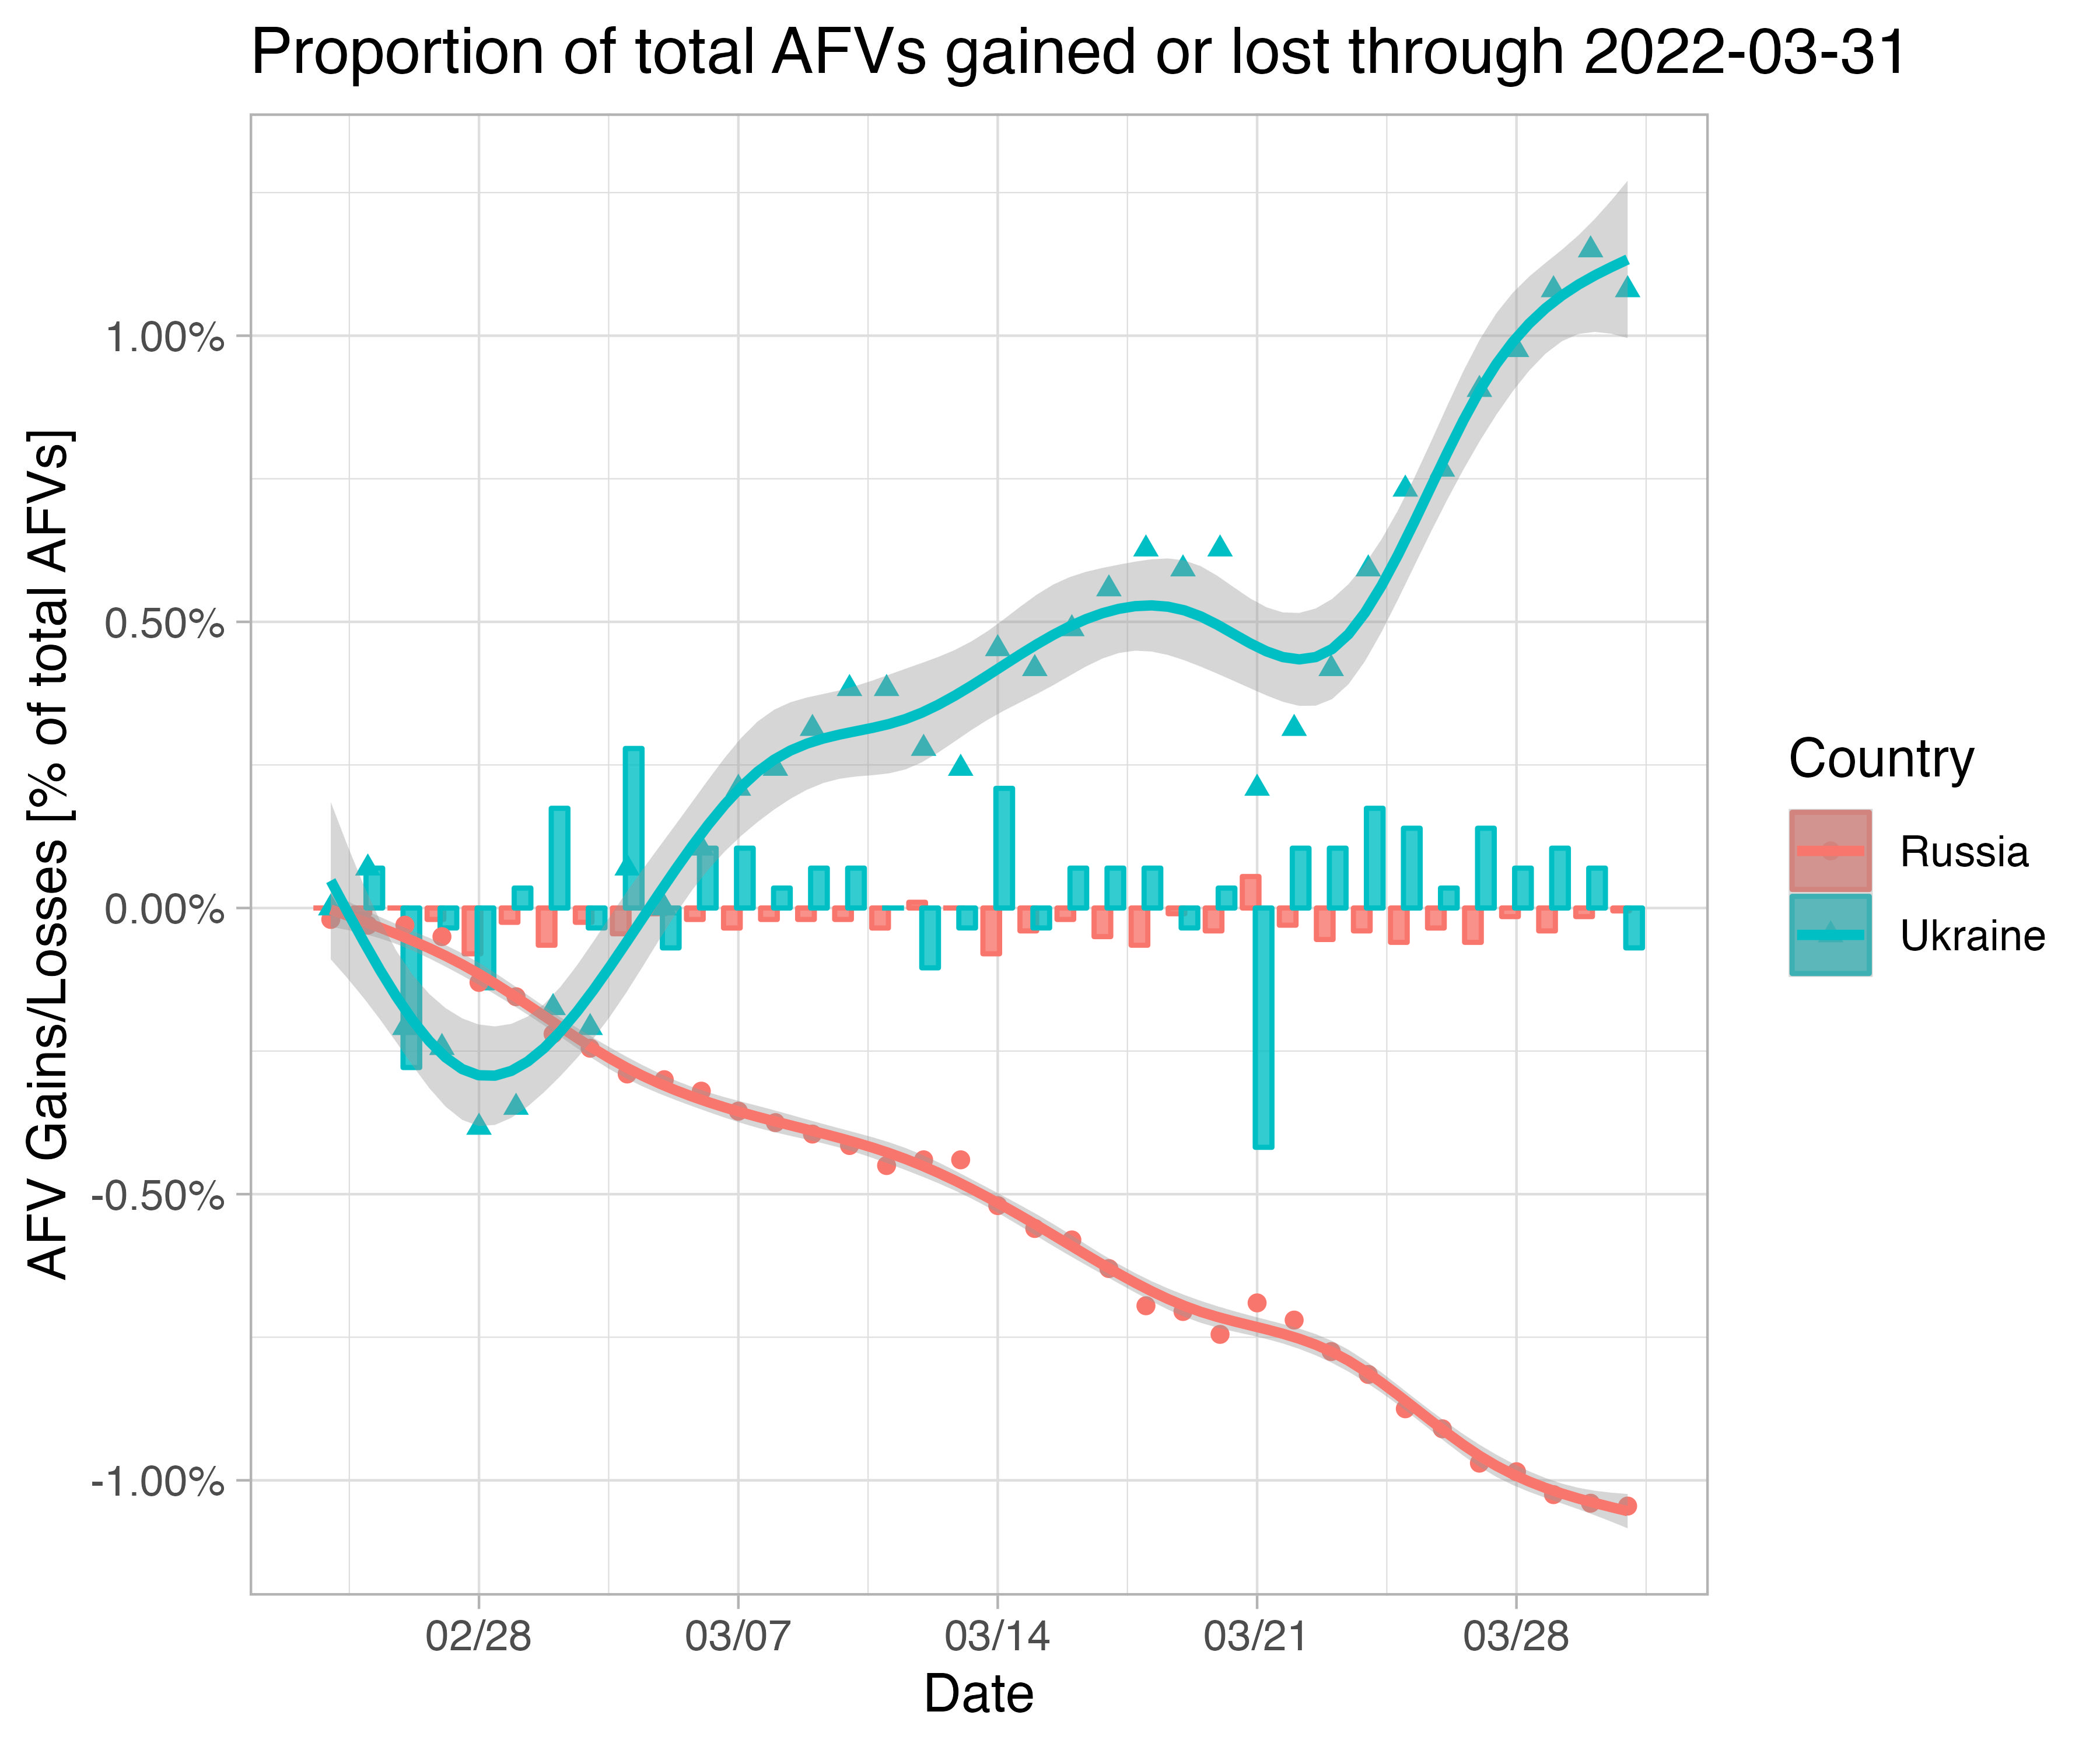 Proportion of total AFVs gained or lost through 2022-03-31
AFV Gains/Losses [% of total AFVs]
1.00%
0.50%
0.00%
-0.50%
-1.00%
02/28
03/07
03/14
03/21
03/28
Date
Country
Russia
Ukraine